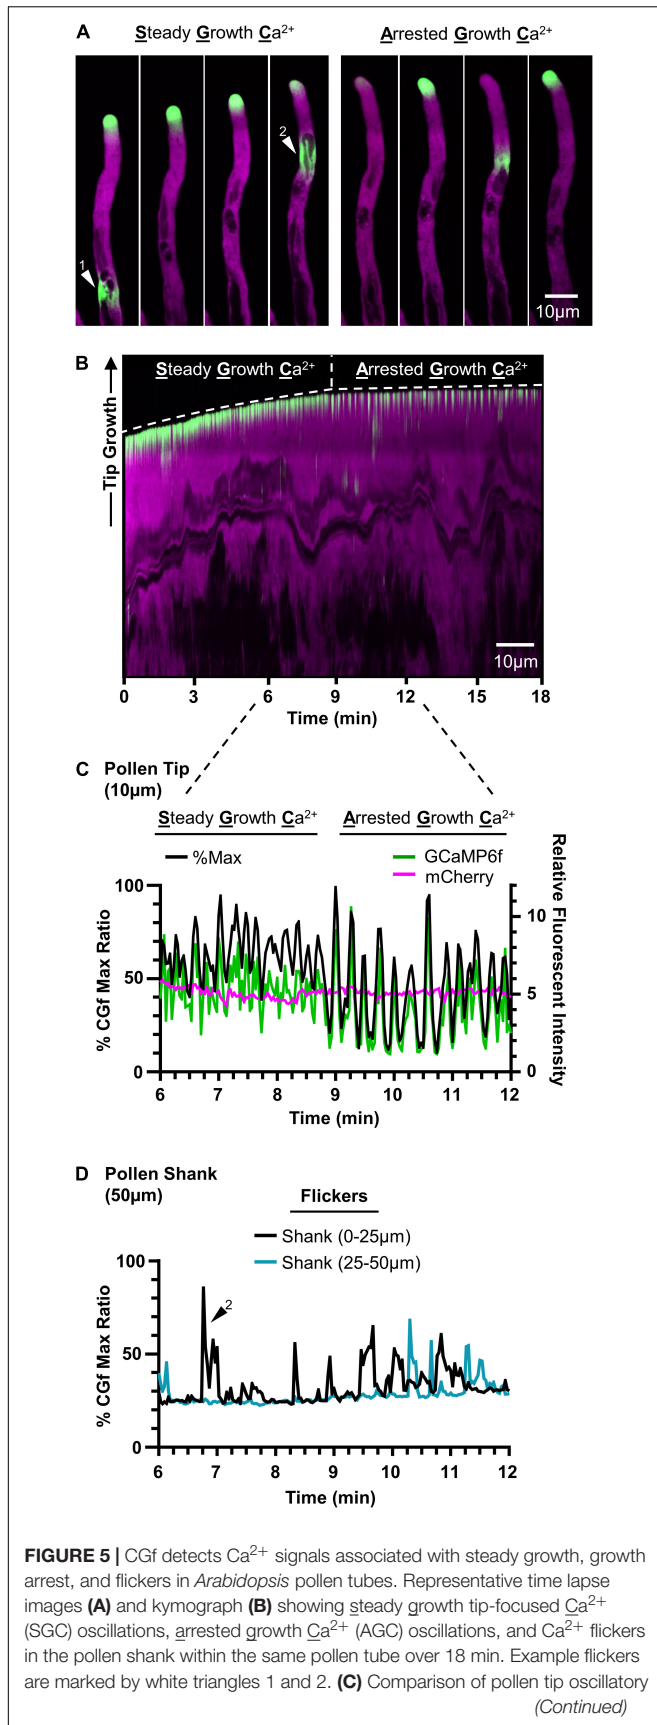 A
Steady Growth Ca2+
Arrested Growth Ca2+
1
2
10μm
B
Steady Growth Ca2+
Arrested Growth Ca2+
Tip Growth
10μm
0 3 6 9 12 15 18
Time (min)
C Pollen Tip
(10μm)
Steady Growth Ca2+
Arrested Growth Ca2+
%Max
GCaMP6f
mCherry
% CGf Max Ratio
100
50
0
Relative Fluorescent Intensity
10
5
0
6 7 8 9 10 11 12
Time (min)
D Pollen Shank
(50μm)
Flickers
Shank (0-25μm)
Shank (25-50μm)
% CGf Max Ratio
100
50
0
2
6 7 8 9 10 11 12
Time (min)
FIGURE 5 | CGf detects Ca2+ signals associated with steady growth, growth
arrest, and flickers in Arabidopsis pollen tubes. Representative time lapse
images (A) and kymograph (B) showing steady growth tip-focused Ca2+
(SGC) oscillations, arrested growth Ca2+ (AGC) oscillations, and Ca2+ flickers
in the pollen shank within the same pollen tube over 18 min. Example flickers
are marked by white triangles 1 and 2. (C) Comparison of pollen tip oscillatory
(Continued)